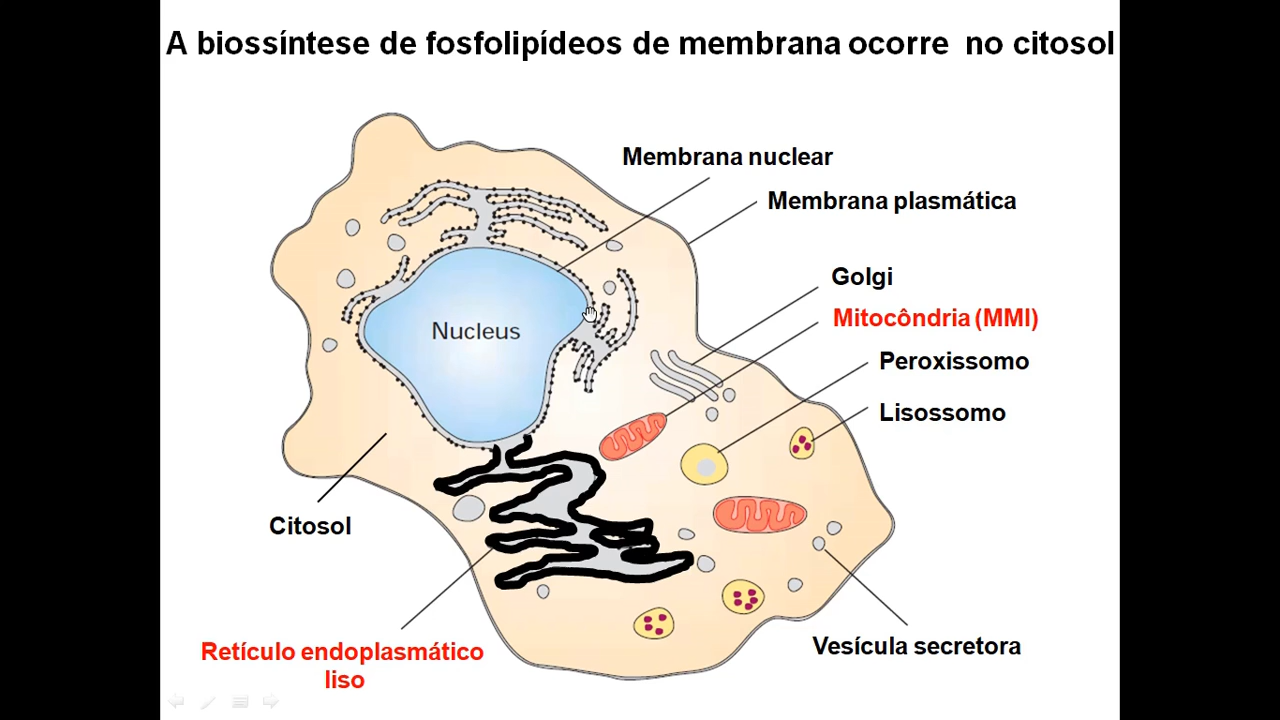 A biossíntese de fosfolipídeos de membrana ocorre no citosol
Membrana nuclear
Membrana plasmática
Golgi
Mitocôndria (MMI)
Nucleus
Peroxissomo
Lisossomo
Citosol
Vesícula secretora
Retículo endoplasmático
liso